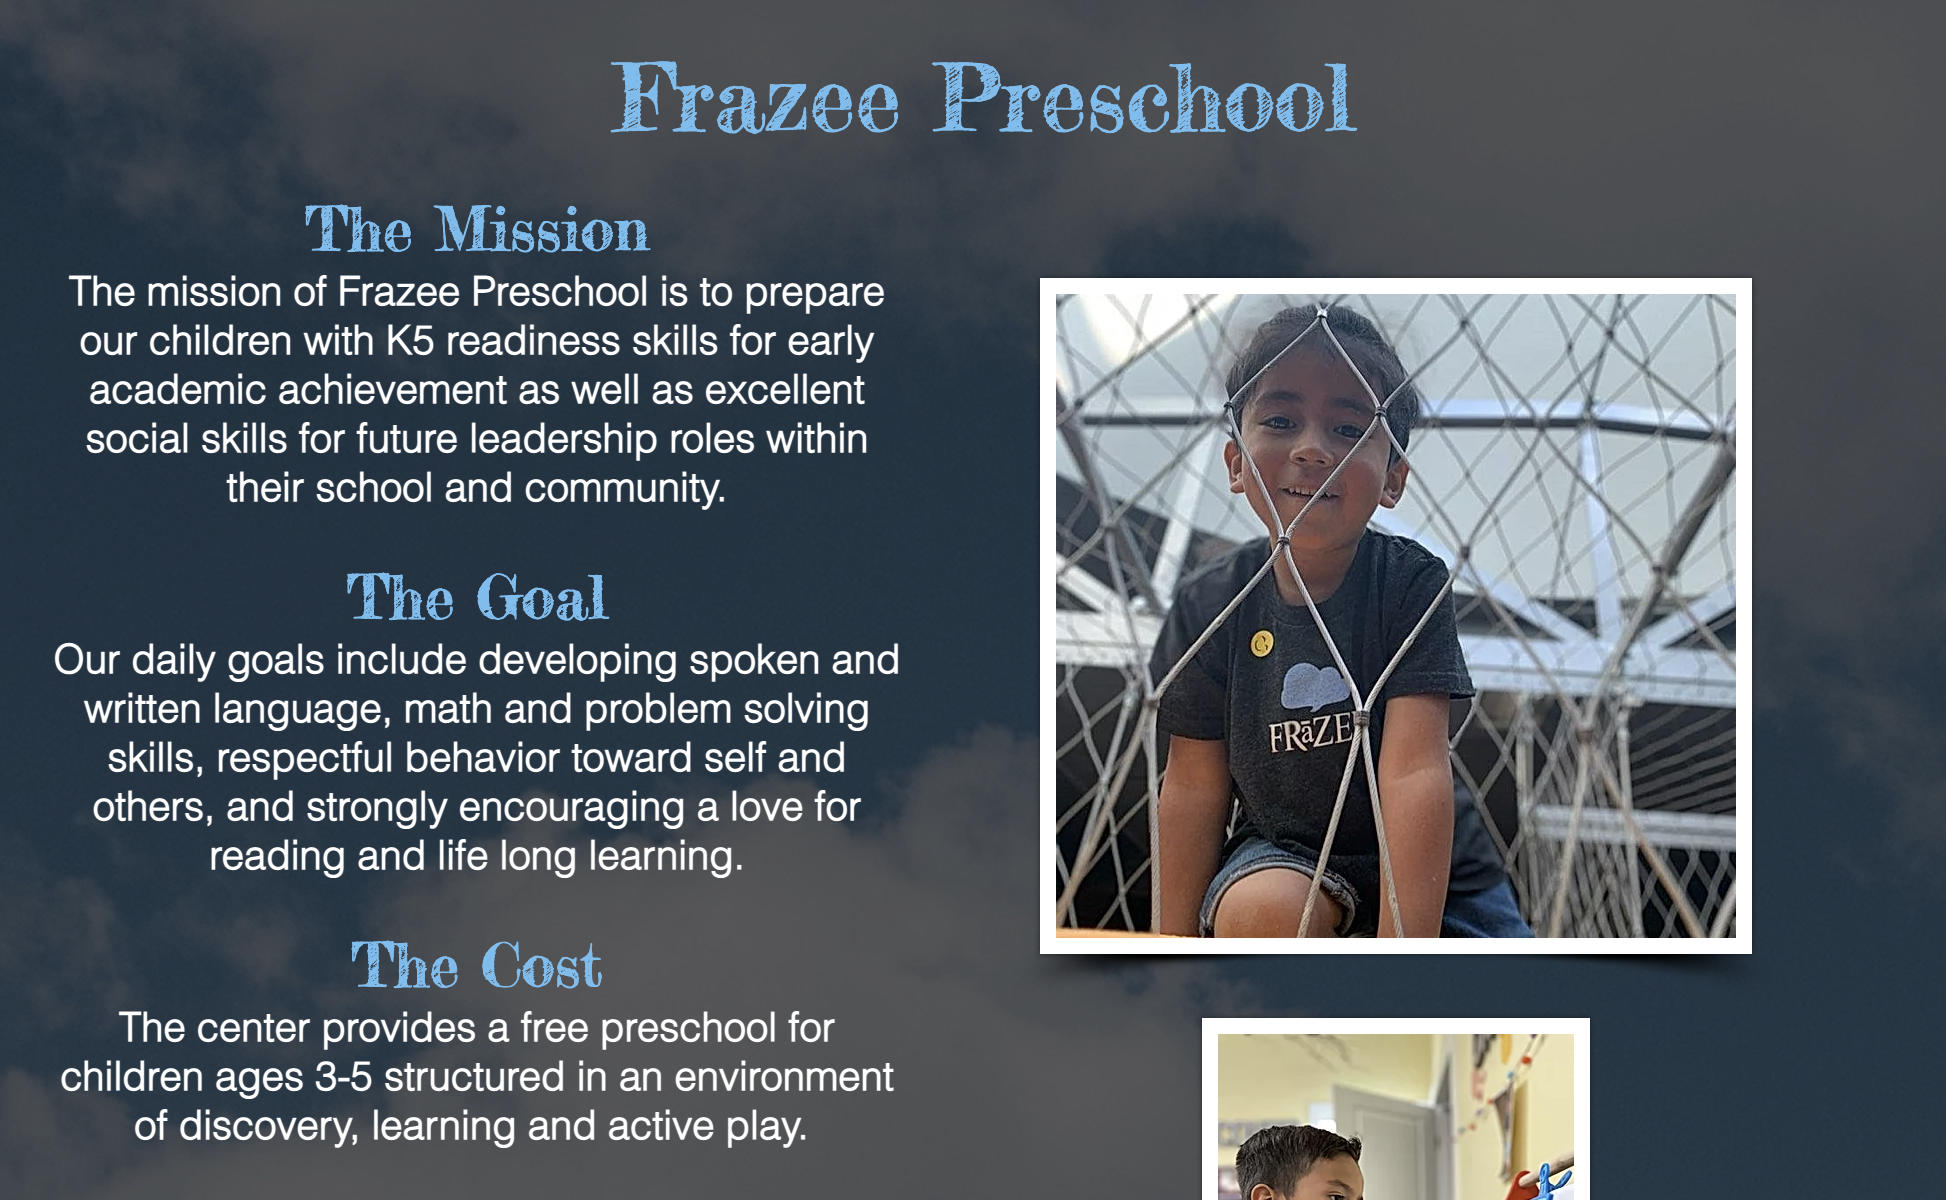 Frazee Preschool
The Mission
The mission of Frazee Preschool is to prepare
our children with K5 readiness skills for early
academic achievement as well as excellent
social skills for future leadership roles within
their school and community.
The Goal
Our daily goals include developing spoken and
written language, math and problem solving
skills, respectful behavior toward self and
others, and strongly encouraging a love for
reading and life long learning.
The Cost
The center provides a free preschool for
children ages 3-5 structured in an environment
of discovery, learning and active play.